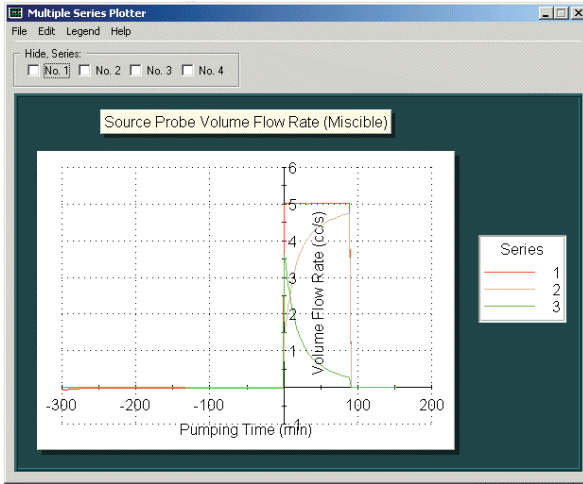 Multiple Series Plotter
File Edit Legend Help
Hide, Series:
No. 1 No. 2 No. 3 No. 4
Source Probe Volume Flow Rate (Miscible)
6
5
4
3
2
1
Volume Flow Rate (cc/s)
-300 -200 -100 100 200
-1
Pumping Time (min)
Series
1
2
3